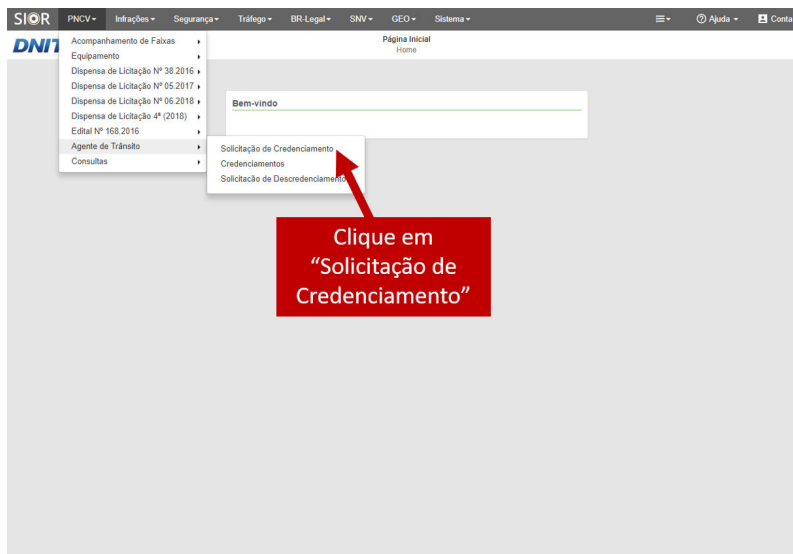 SIOR PNCV Infrações Segurança Tráfego BR-Legal SNV GEO Sistema Ajuda Conta
DNIT
Página Inicial
Home
Acompanhamento de Faixas
Equipamento
Dispensa de Licitação Nº 38.2016
Dispensa de Licitação Nº 05.2017
Dispensa de Licitação Nº 06.2018
Dispensa de Licitação 4ª (2018)
Edital Nº 168.2016
Agente de Trânsito
Consultas
Bem-vindo
Solicitação de Credenciamento
Credenciamentos
Solicitação de Descredenciamento
Clique em
“Solicitação de
Credenciamento”